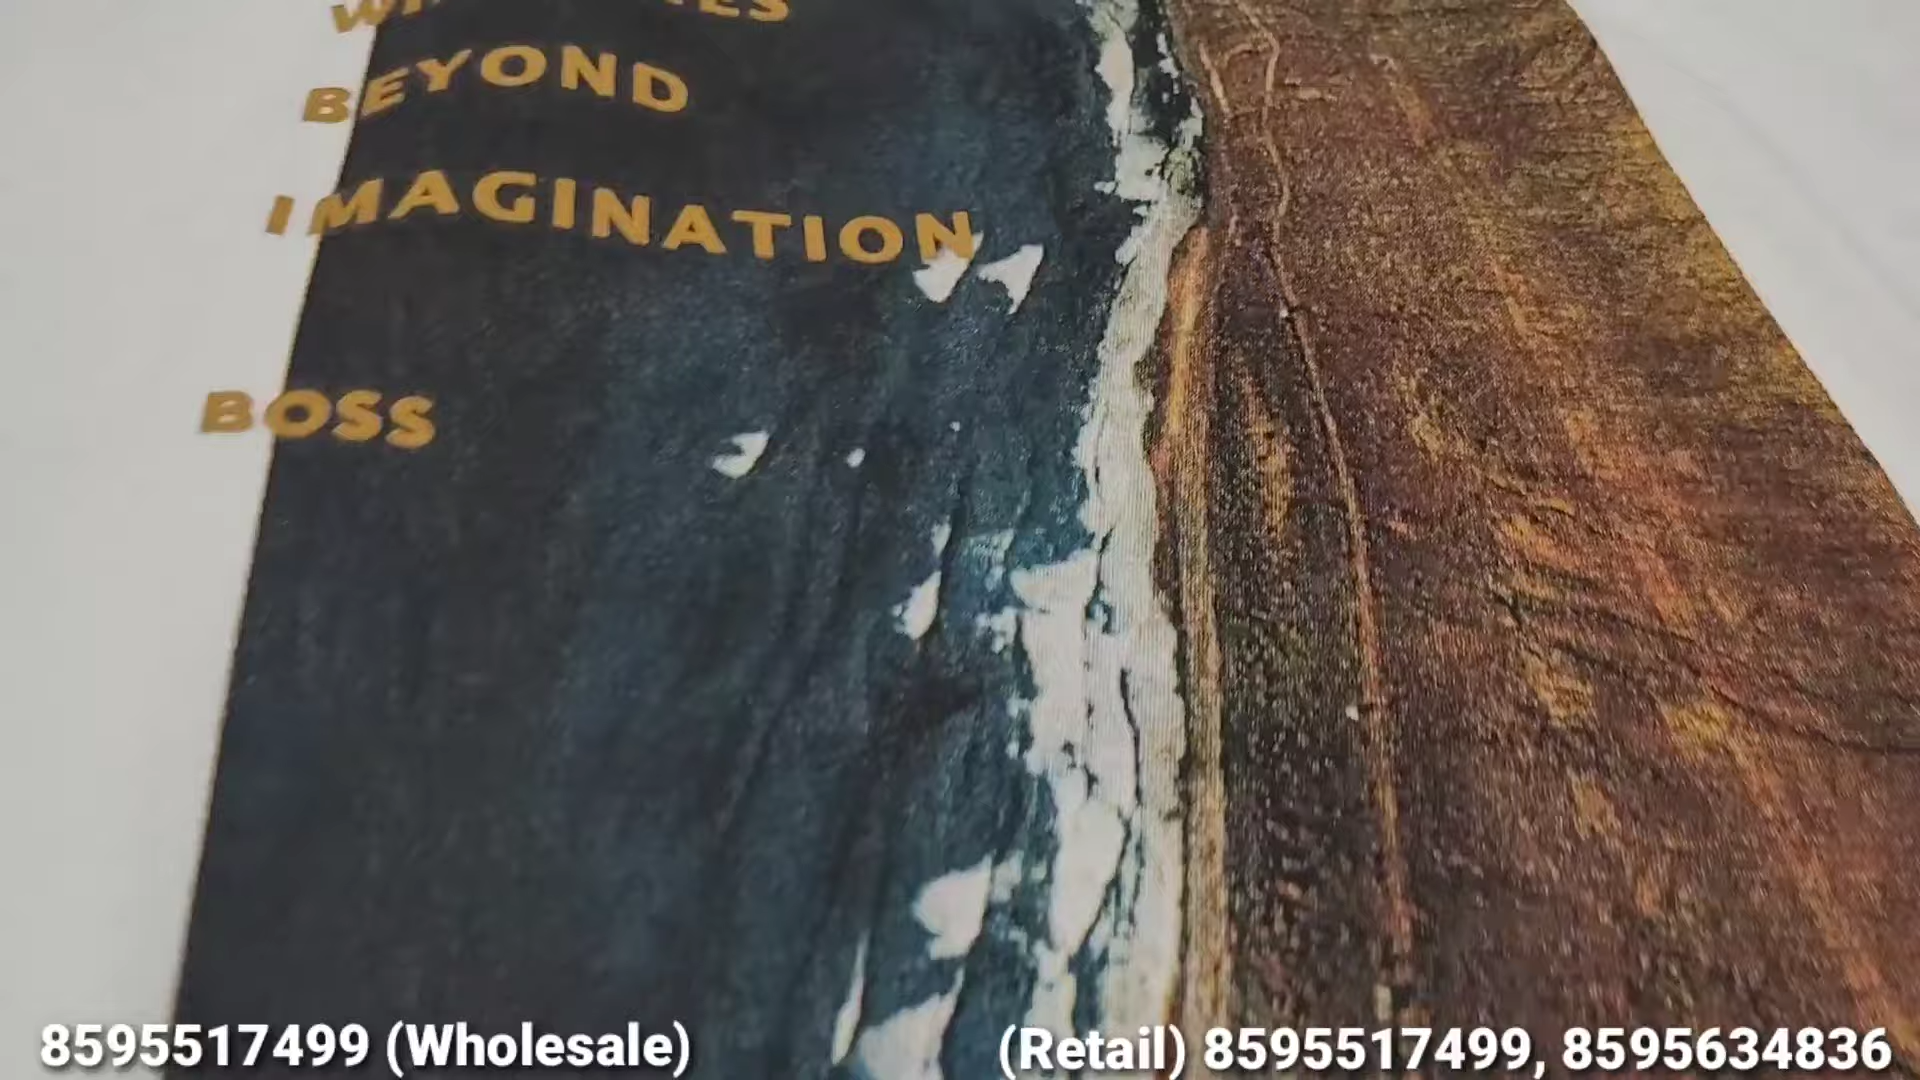 BEYOND
IMAGINATION
BOSS
8595517499 (Wholesale)
(Retail) 8595517499, 8595634836